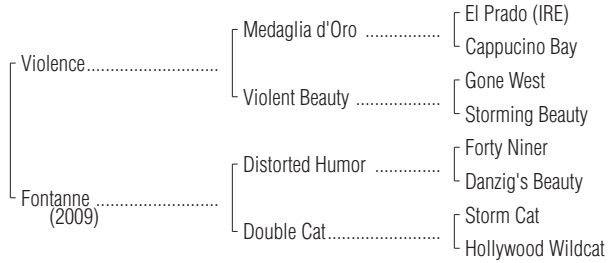 El Prado (IRE)
Medaglia d'Oro ..................
Cappucino Bay
Violence...............................
Gone West
Violent Beauty ....................
Storming Beauty
Forty Niner
Distorted Humor ...............
Danzig's Beauty
Fontanne .............................
(2009)
Storm Cat
Double Cat...........................
Hollywood Wildcat